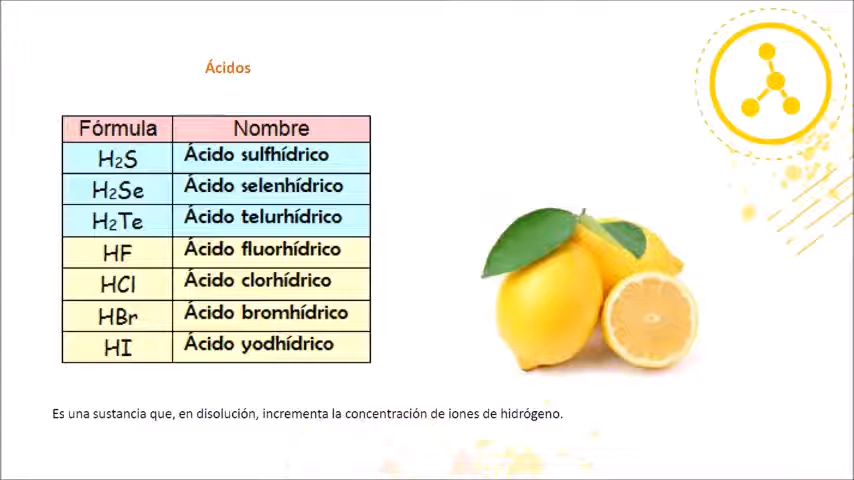 Ácidos
Fórmula Nombre
H₂S Ácido sulfhídrico
H₂Se Ácido selenhídrico
H₂Te Ácido telurhídrico
HF Ácido fluorhídrico
HCl Ácido clorhídrico
HBr Ácido bromhídrico
HI Ácido yodhídrico
Es una sustancia que, en disolución, incrementa la concentración de iones de hidrógeno.